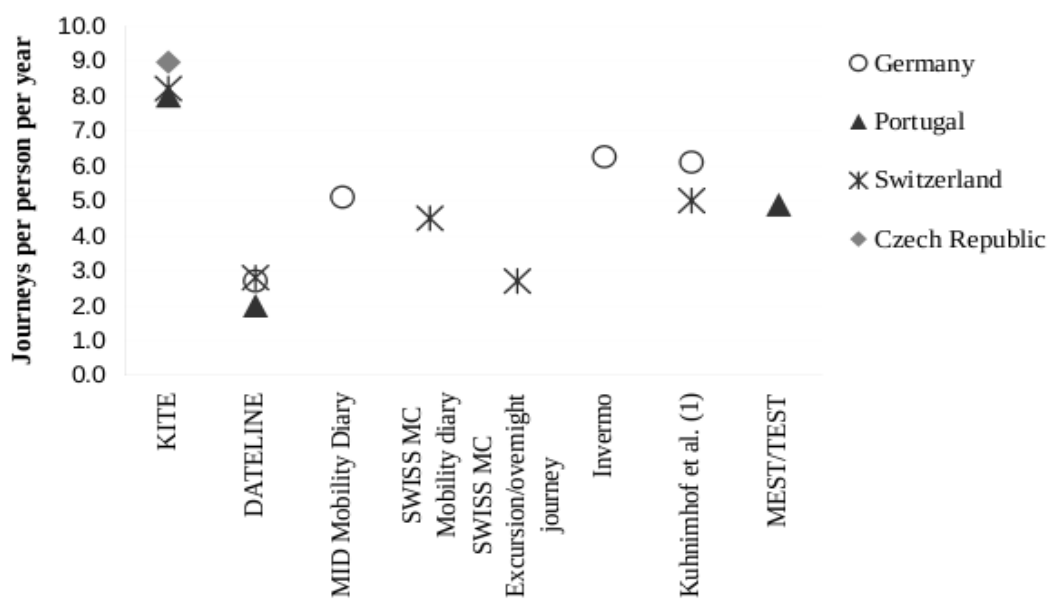 Journeys per person per year
10.0
9.0
8.0
7.0
6.0
5.0
4.0
3.0
2.0
1.0
0.0
KITE
DATELINE
MID Mobility Diary
SWISS MC
Mobility diary
SWISS MC
Excursion/overnight
journey
Invermo
Kuhnimhof et al. (1)
MEST/TEST
Germany
Portugal
Switzerland
Czech Republic